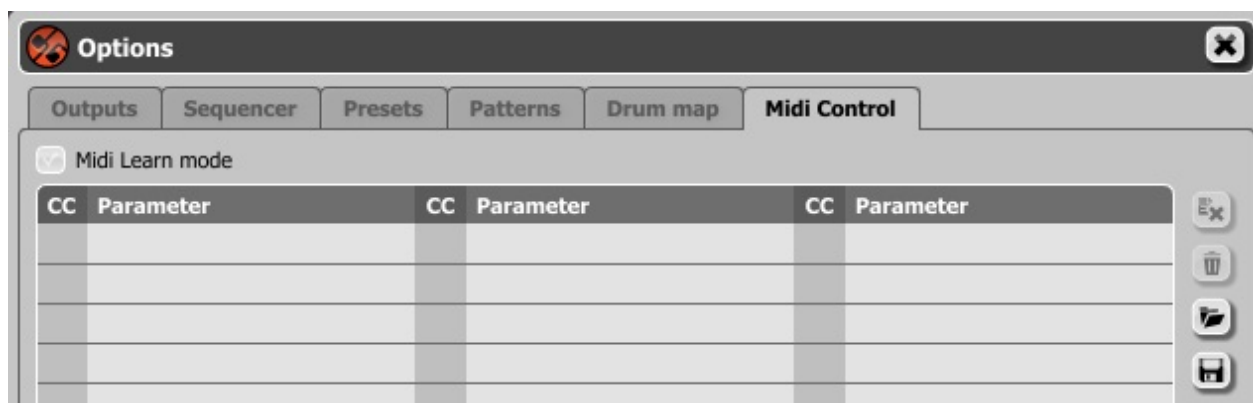 Options
Outputs Sequencer Presets Patterns Drum map Midi Control
Midi Learn mode
CC Parameter CC Parameter CC Parameter